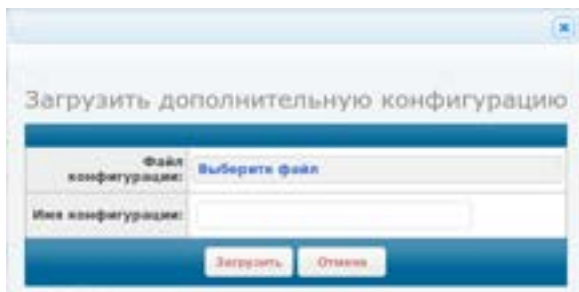 Загрузить дополнительную конфигурацию
Файл
конфигурации:
Выберите файл
Имя конфигурации:
Загрузить
Отмена